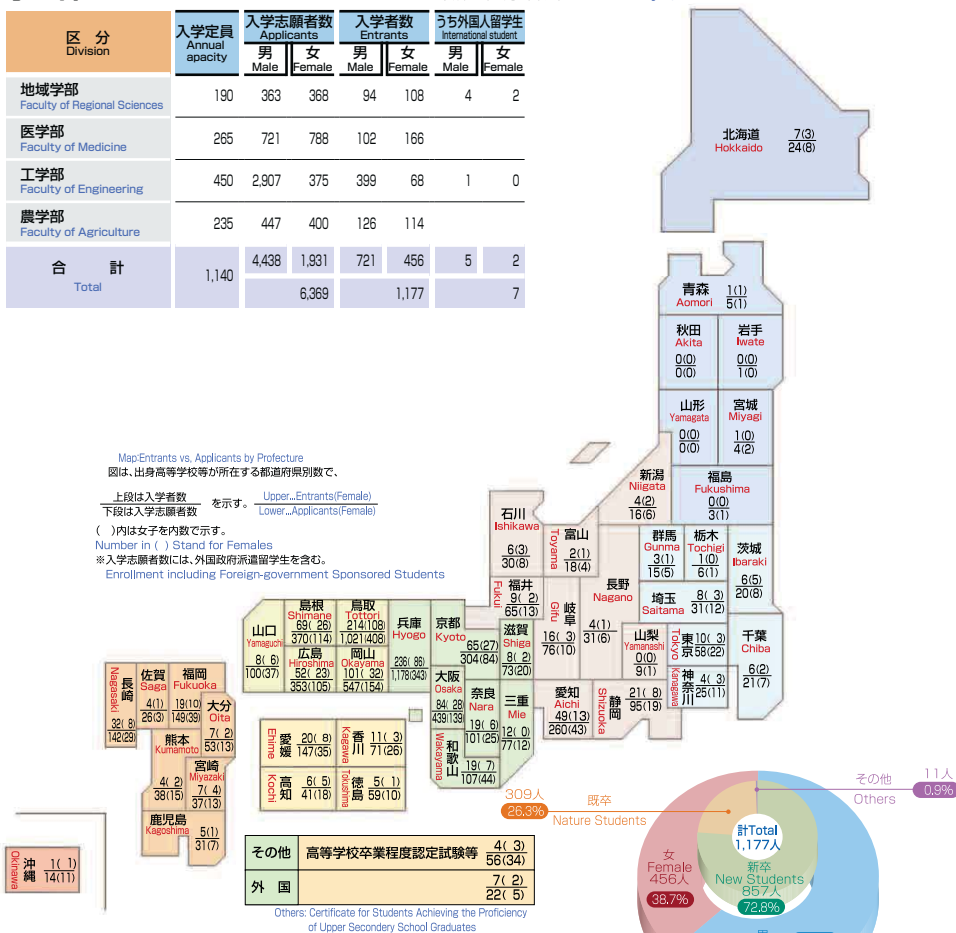 区 分
Division
入学定員
Annual
apacity
入学志願者数
Applicants
入学者数
Entrants
うち外国人留学生
International student
男 女 男 女 男 女
Male Female Male Female Male Female
地域学部
Faculty of Regional Sciences
190 363 368 94 108 4 2
医学部
Faculty of Medicine
265 721 788 102 166
工学部
Faculty of Engineering
450 2,907 375 399 68 1 0
農学部
Faculty of Agriculture
235 447 400 126 114
合 計
Total
1,140
4,438 1,931 721 456 5 2
6,369 1,177 7
北海道
Hokkaido
7(3)
24(8)
青森
Aomori
1(1)
5(1)
秋田
Akita
0(0)
0(0)
岩手
Iwate
0(0)
1(0)
山形
Yamagata
0(0)
0(0)
宮城
Miyagi
1(0)
4(2)
Map:Entrants vs, Applicants by Profecture
図は、出身高等学校等が所在する都道府県別数で、
上段は入学者数
下段は入学志願者数
を示す。
Upper...Entrants(Female)
Lower...Applicants(Female)
( )内は女子を内数で示す。
Number in ( ) Stand for Females
※入学志願者数には、外国政府派遣留学生を含む。
Enrollment including Foreign-government Sponsored Students
新潟
Niigata
4(2)
16(6)
福島
Fukushima
0(0)
3(1)
石川
Ishikawa
6(3)
30(8)
富山
Toyama
2(1)
18(4)
群馬
Gunma
3(1)
15(5)
栃木
Tochigi
1(0)
6(1)
茨城
Ibaraki
6(5)
20(8)
福井
Fukui
9( 2)
65(13)
岐阜
Gifu
16( 3)
76(10)
長野
Nagano
4(1)
31(6)
埼玉
Saitama
8( 3)
31(12)
山梨
Yamanashi
0(0)
9(1)
東京
Tokyo
10( 3)
58(22)
神奈川
Kanagawa
4( 3)
25(11)
千葉
Chiba
6(2)
21(7)
山口
Yamaguchi
8( 6)
100(37)
島根
Shimane
69( 26)
370(114)
鳥取
Tottori
214(108)
1,021(408)
広島
Hiroshima
52( 23)
353(105)
岡山
Okayama
101( 32)
547(154)
兵庫
Hyogo
236( 86)
1,178(343)
京都
Kyoto
65(27)
304(84)
滋賀
Shiga
8( 2)
73(20)
大阪
Osaka
84( 28)
439(139)
奈良
Nara
19( 6)
101(25)
三重
Mie
12( 0)
77(12)
和歌山
Wakayama
19( 7)
107(44)
愛知
Aichi
49(13)
260(43)
静岡
Shizuoka
21( 8)
95(19)
長崎
Nagasaki
32( 8)
142(29)
佐賀
Saga
4(1)
26(3)
福岡
Fukuoka
19(10)
149(39)
大分
Oita
7( 2)
53(13)
熊本
Kumamoto
4( 2)
38(15)
宮崎
Miyazaki
7( 4)
37(13)
鹿児島
Kagoshima
5(1)
31(7)
沖縄
Okinawa
1( 1)
14(11)
愛媛
Ehime
20( 8)
147(35)
香川
Kagawa
11( 3)
71(26)
高知
Kochi
6( 5)
41(18)
徳島
Tokushima
5( 1)
59(10)
その他 高等学校卒業程度認定試験等
4( 3)
56(34)
外 国
7( 2)
22( 5)
Others: Certificate for Students Achieving the Proficiency
of Upper Secondery School Graduates
309人
26.3%
既卒
Nature Students
その他
Others
11人
0.9%
計Total
1,177人
新卒
New Students
857人
72.8%
女
Female
456人
38.7%